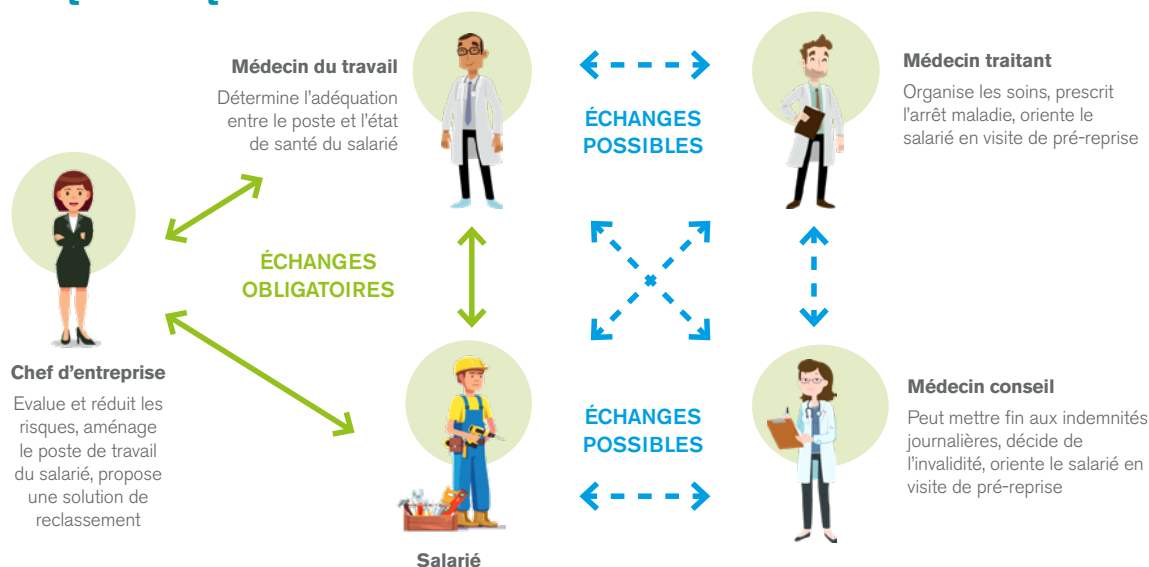 Médecin du travail
Détermine l'adéquation
entre le poste et l'état
de santé du salarié
ÉCHANGES
POSSIBLES
Médecin traitant
Organise les soins, prescrit
l'arrêt maladie, oriente le
salarié en visite de pré-reprise
ÉCHANGES
OBLIGATOIRES
Chef d'entreprise
Evalue et réduit les
risques, aménage
le poste de travail
du salarié, propose
une solution de
reclassement
Salarié
ÉCHANGES
POSSIBLES
Médecin conseil
Peut mettre fin aux indemnités
journalières, décide de
l'invalidité, oriente le salarié en
visite de pré-reprise